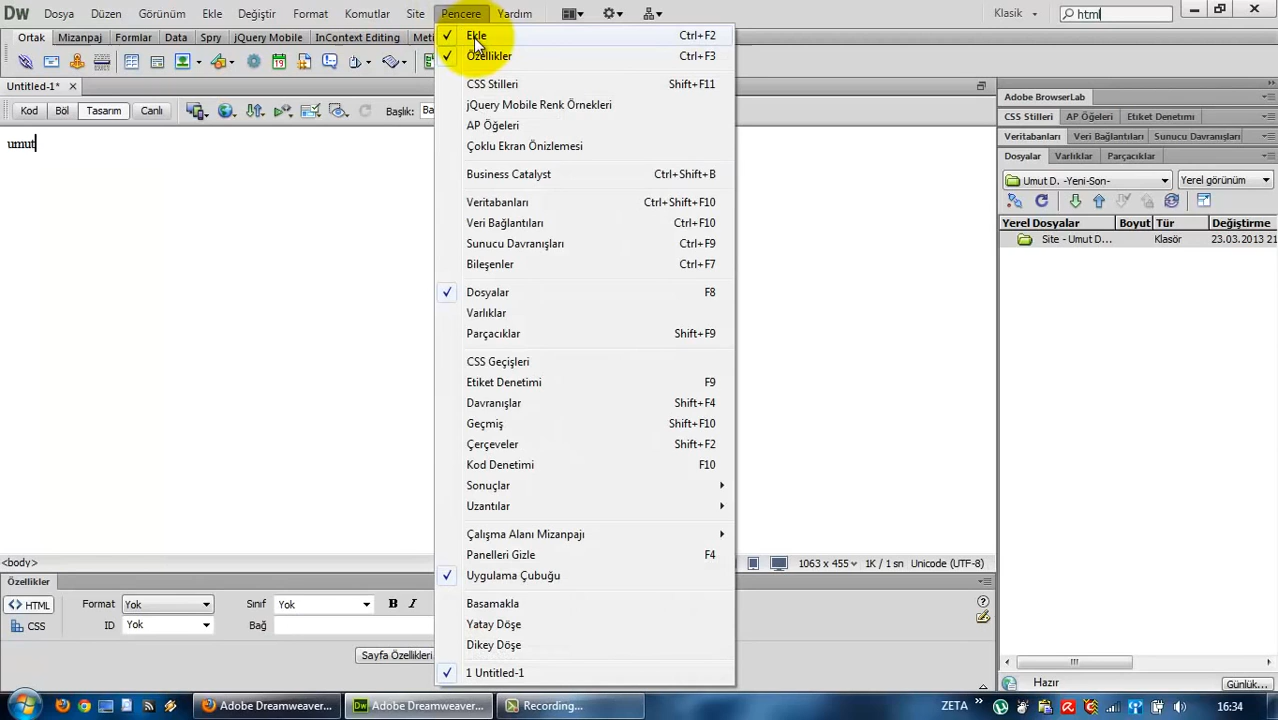 Dw Dosya Düzen Görünüm Ekle Değiştir Format Komutlar Site Pencere Yardım Klasik html
Ortak Mizanpaj Formlar Data Spry jQuery Mobile InContext Editing Meti
Untitled-1* ×
Kod Böl Tasarım Canlı Başlık: Ba
umut
Ekle Ctrl+F2
Özellikler Ctrl+F3
CSS Stilleri Shift+F11
jQuery Mobile Renk Örnekleri
AP Öğeleri
Çoklu Ekran Önizlemesi
Business Catalyst Ctrl+Shift+B
Veritabanları Ctrl+Shift+F10
Veri Bağlantıları Ctrl+F10
Sunucu Davranışları Ctrl+F9
Bileşenler Ctrl+F7
Dosyalar F8
Varlıklar
Parçacıklar Shift+F9
CSS Geçişleri
Etiket Denetimi F9
Davranışlar Shift+F4
Geçmiş Shift+F10
Çerçeveler Shift+F2
Kod Denetimi F10
Sonuçlar
Uzantılar
Çalışma Alanı Mizanpajı
Panelleri Gizle F4
Uygulama Çubuğu
Basamakla
Yatay Döşe
Dikey Döşe
1 Untitled-1
Adobe BrowserLab
CSS Stilleri AP Öğeleri Etiket Denetimi
Veritabanları Veri Bağlantıları Sunucu Davranışları
Dosyalar Varlıklar Parçacıklar
Umut D. -Yeni-Son- Yerel görünüm
Yerel Dosyalar Boyut Tür Değiştirme
Site - Umut D... Klasör 23.03.2013 21
Hazır Günlük...
<body> 1063 x 455 1K / 1 sn Unicode (UTF-8)
Özellikler
HTML Format Yok Sınıf Yok B I
CSS ID Yok Bağ
Sayfa Özellikleri.
Adobe Dreamweaver... Adobe Dreamweaver... Recording... ZETA 16:34